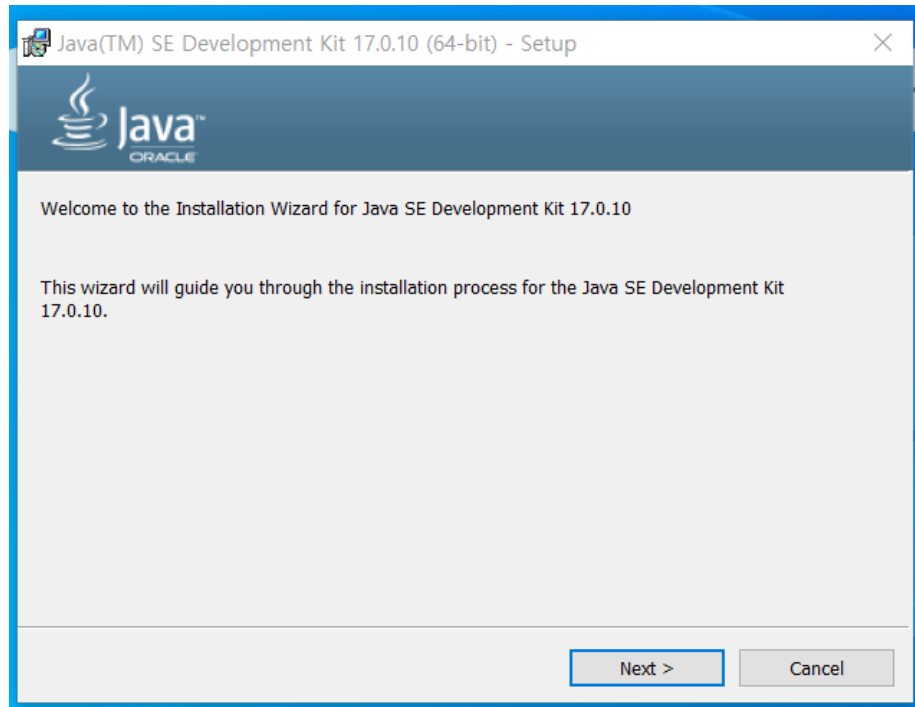 Java(TM) SE Development Kit 17.0.10 (64-bit) - Setup
Java™
ORACLE
Welcome to the Installation Wizard for Java SE Development Kit 17.0.10
This wizard will guide you through the installation process for the Java SE Development Kit
17.0.10.
Next >
Cancel